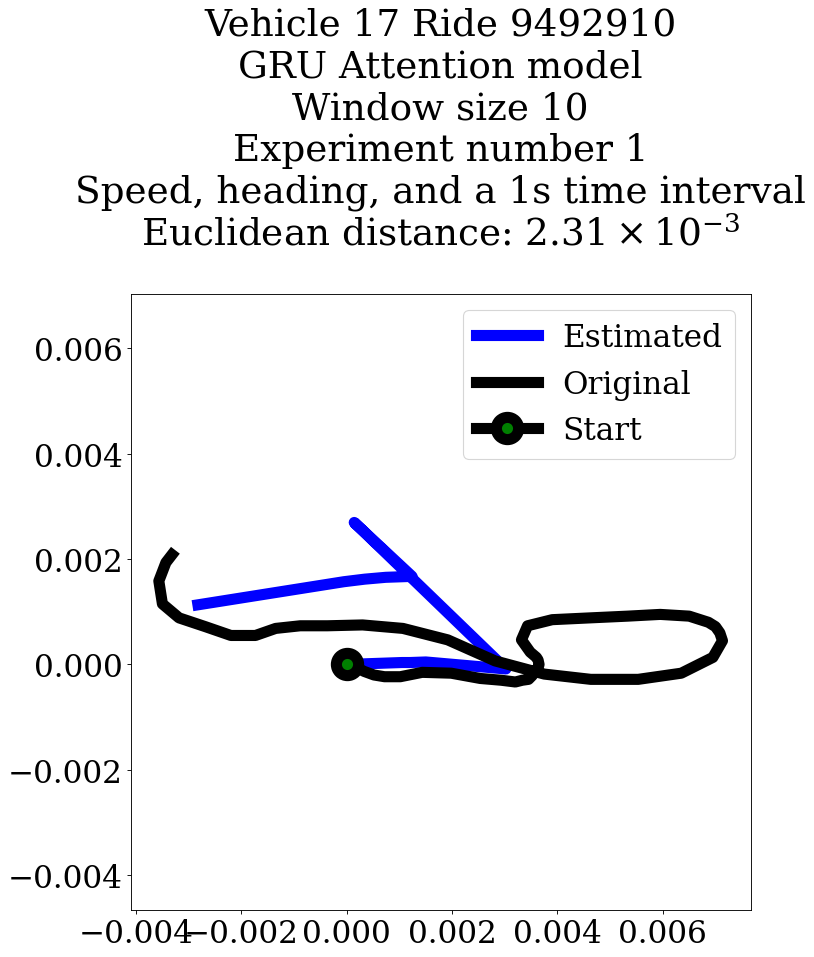 Vehicle 17 Ride 9492910
GRU Attention model
Window size 10
Experiment number 1
Speed, heading, and a 1s time interval
Euclidean distance: 2.31 × 10⁻³
Estimated
Original
Start
0.006
0.004
0.002
0.000
−0.002
−0.004
−0.004 −0.002 0.000 0.002 0.004 0.006